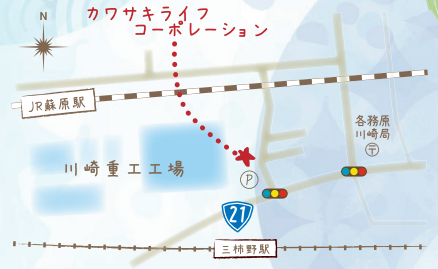 N
カワサキライフ
コーポレーション
JR蘇原駅
各務原
川崎局
〒
川崎重工工場
P
21
三柿野駅